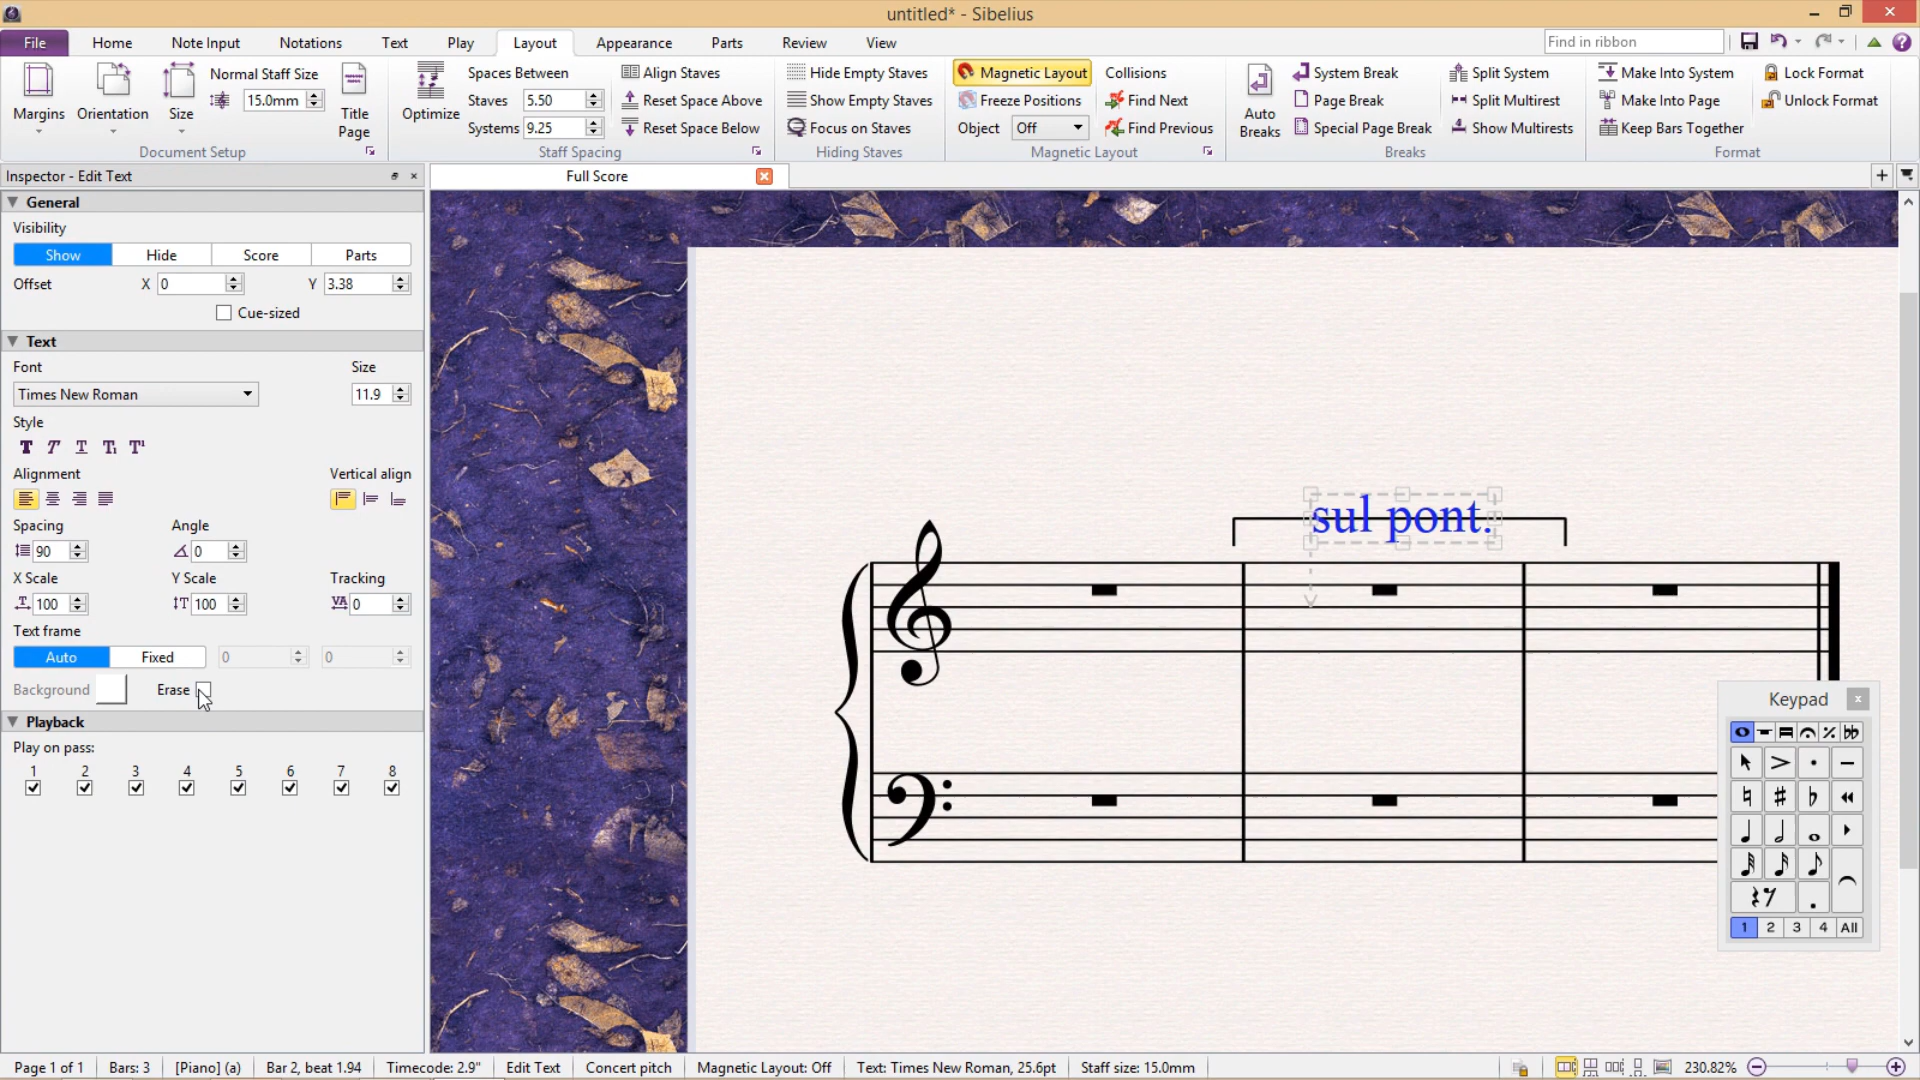 untitled* - Sibelius
File Home Note Input Notations Text Play Layout Appearance Parts Review View Find in ribbon
Margins Orientation Size Normal Staff Size 15.0mm Title Page Document Setup
Optimize Spaces Between Staves 5.50 Systems 9.25 Align Staves Reset Space Above Reset Space Below Staff Spacing
Hide Empty Staves Show Empty Staves Focus on Staves Hiding Staves
Magnetic Layout Freeze Positions Object Off Collisions Find Next Find Previous Magnetic Layout
Auto Breaks System Break Page Break Special Page Break Split System Split Multirest Show Multirests Breaks
Make Into System Make Into Page Keep Bars Together Lock Format Unlock Format Format
Inspector - Edit Text
Full Score
General
Visibility
Show Hide Score Parts
Offset X 0 Y 3.38
Cue-sized
Text
Font Size
Times New Roman 11.9
Style
Alignment Vertical align
Spacing Angle
90 0
X Scale Y Scale Tracking
100 100 0
Text frame
Auto Fixed 0 0
Background Erase
Playback
Play on pass:
1 2 3 4 5 6 7 8
sul pont.
Keypad
1 2 3 4 All
Page 1 of 1 Bars: 3 [Piano] (a) Bar 2, beat 1.94 Timecode: 2.9" Edit Text Concert pitch Magnetic Layout: Off Text: Times New Roman, 25.6pt Staff size: 15.0mm 230.82%